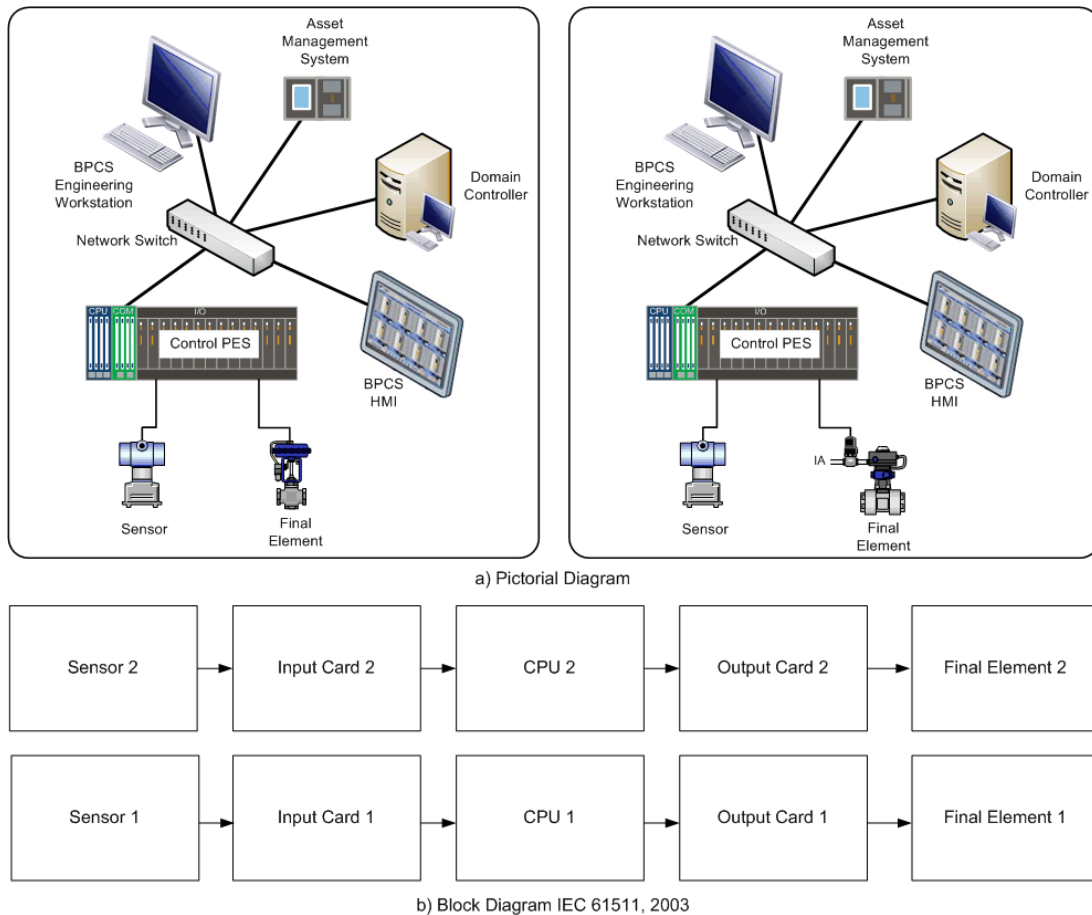 Asset
Management
System
BPCS
Engineering
Workstation
Domain
Controller
Network Switch
CPU
COM
I/O
Control PES
BPCS
HMI
Sensor
Final
Element
Asset
Management
System
BPCS
Engineering
Workstation
Domain
Controller
Network Switch
CPU
COM
I/O
Control PES
BPCS
HMI
IA
Sensor
Final
Element
a) Pictorial Diagram
Sensor 2
Input Card 2
CPU 2
Output Card 2
Final Element 2
Sensor 1
Input Card 1
CPU 1
Output Card 1
Final Element 1
b) Block Diagram IEC 61511, 2003